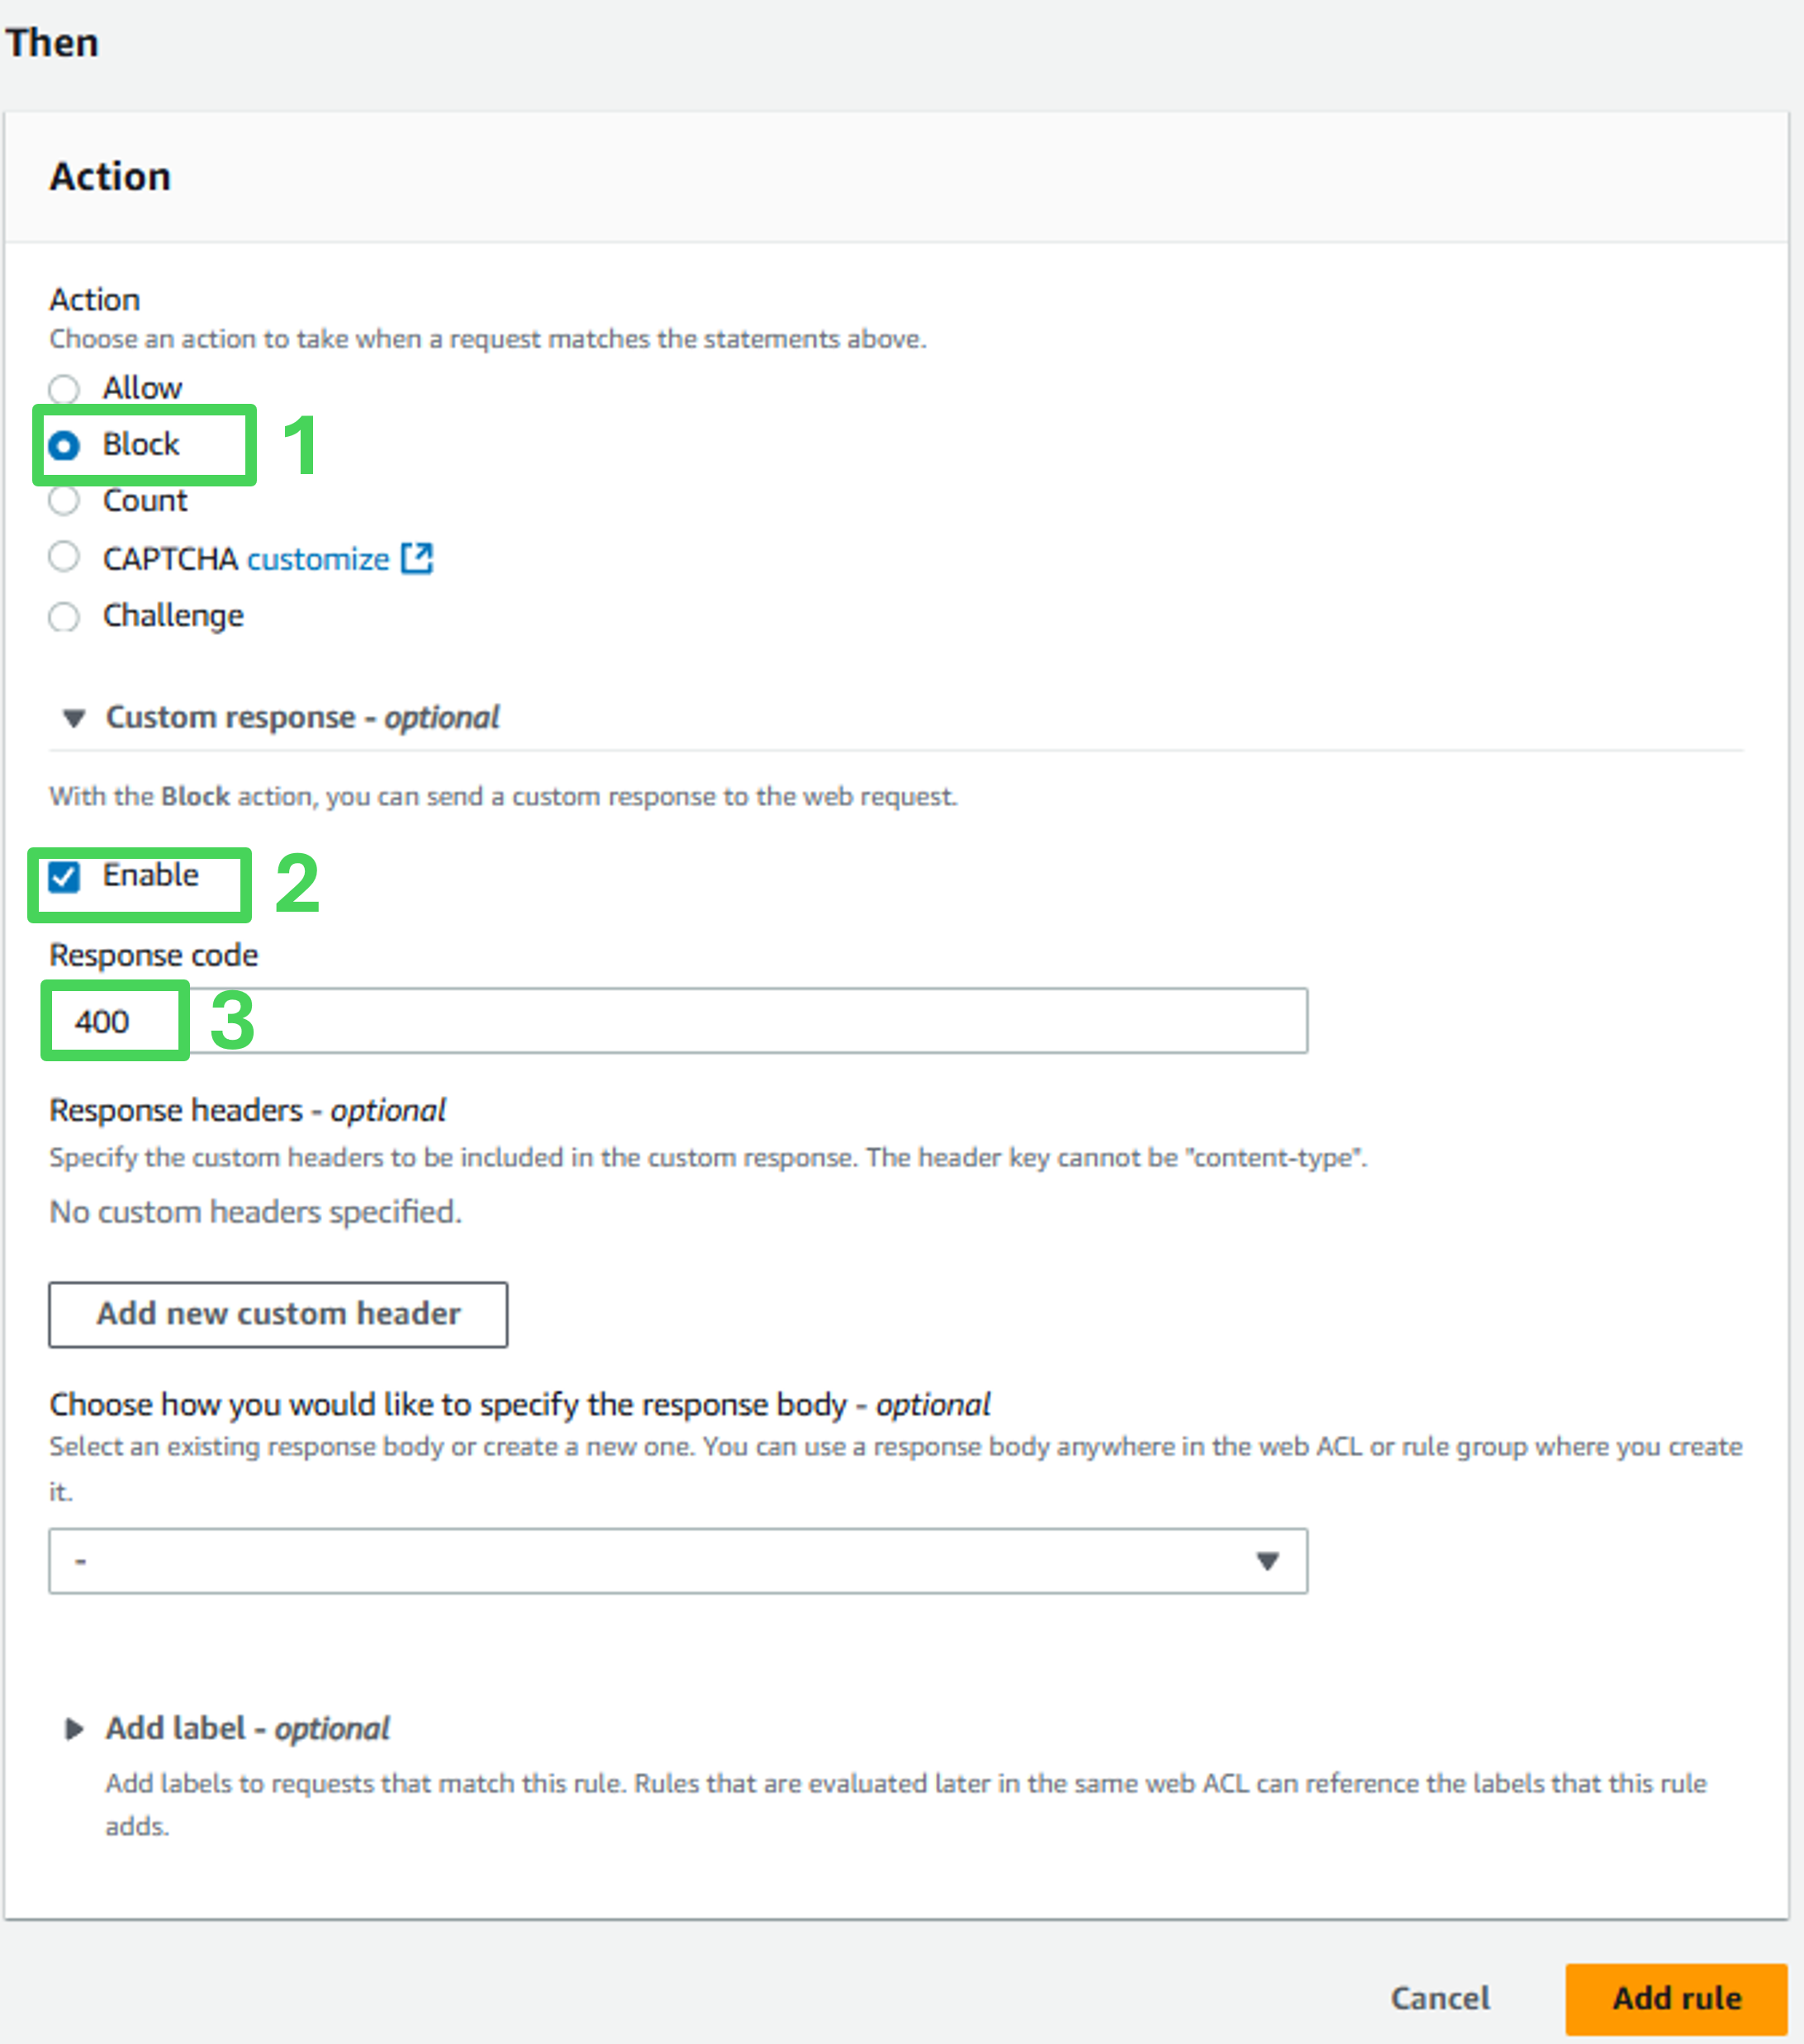 Then
Action
Action
Choose an action to take when a request matches the statements above.
Allow
Block 1
Count
CAPTCHA customize
Challenge
Custom response - optional
With the Block action, you can send a custom response to the web request.
Enable 2
Response code
400 3
Response headers - optional
Specify the custom headers to be included in the custom response. The header key cannot be "content-type".
No custom headers specified.
Add new custom header
Choose how you would like to specify the response body - optional
Select an existing response body or create a new one. You can use a response body anywhere in the web ACL or rule group where you create
it.
-
Add label - optional
Add labels to requests that match this rule. Rules that are evaluated later in the same web ACL can reference the labels that this rule
adds.
Cancel Add rule